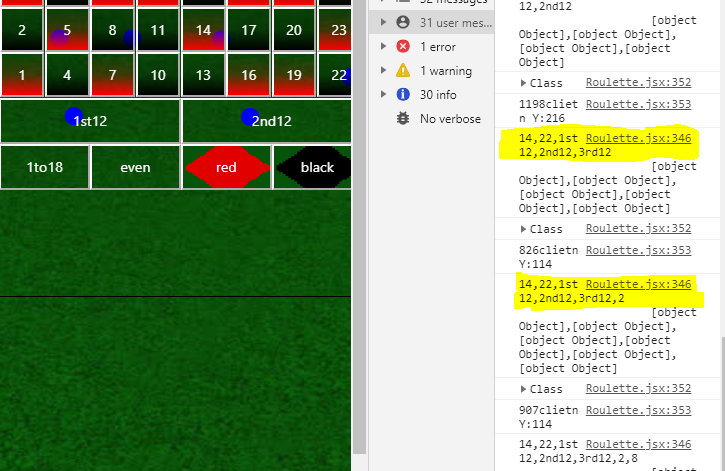 2 5 8 11 14 17 20 23
1 4 7 10 13 16 19 22
1st12 2nd12
1to18 even red black
31 user mes...
1 error
1 warning
30 info
No verbose
12,2nd12
[object
Object],[object Object],
[object Object],[object
Object]
Class Roulette.jsx:352
1198clien Roulette.jsx:353
n Y:216
14,22,1st Roulette.jsx:346
12,2nd12,3rd12
[object
Object],[object Object],
[object Object],[object
Object],[object Object]
Class Roulette.jsx:352
826clietn Roulette.jsx:353
Y:114
14,22,1st Roulette.jsx:346
12,2nd12,3rd12,2
[object
Object],[object Object],
[object Object],[object
Object],[object Object],
[object Object]
Class Roulette.jsx:352
907clietn Roulette.jsx:353
Y:114
14,22,1st Roulette.jsx:346
12,2nd12,3rd12,2,8
[object